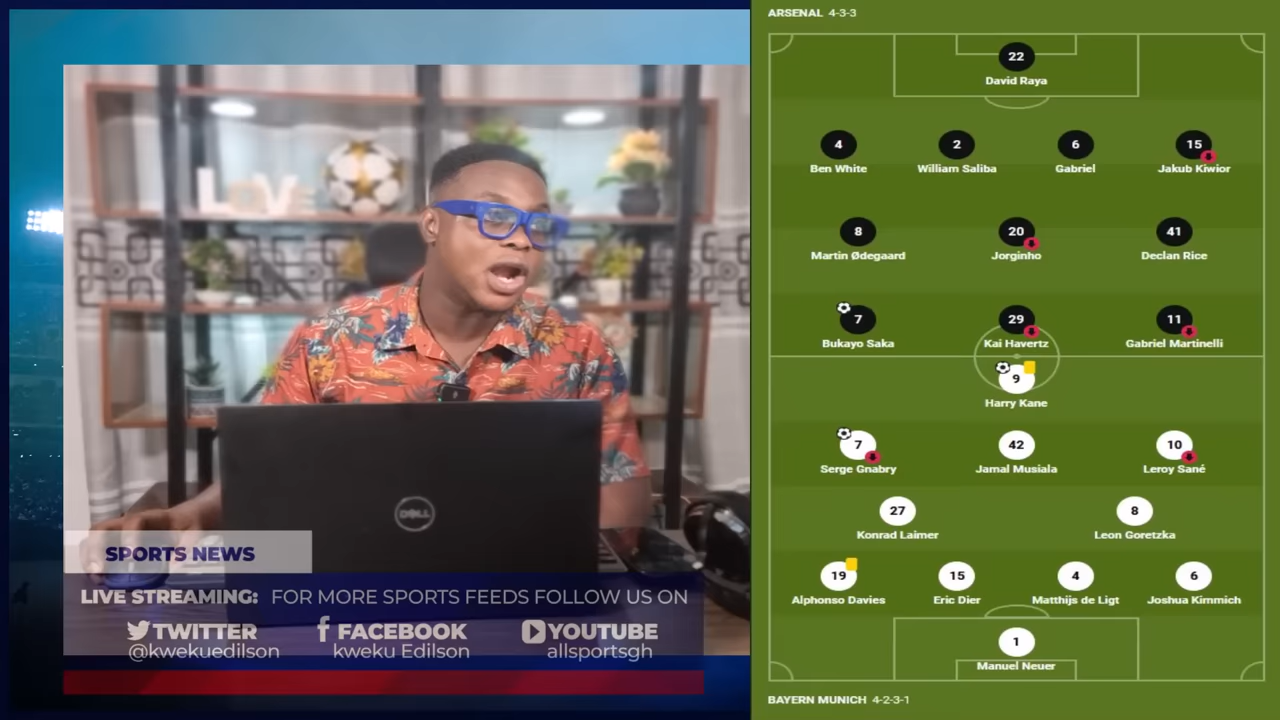 LOVE
DELL
SPORTS NEWS
LIVE STREAMING: FOR MORE SPORTS FEEDS FOLLOW US ON
TWITTER FACEBOOK YOUTUBE
@kwekuedilson kweku Edilson allsportsgh
ARSENAL 4-3-3
22
David Raya
4 2 6 15
Ben White William Saliba Gabriel Jakub Kiwior
8 20 41
Martin Ødegaard Jorginho Declan Rice
7 29 11
Bukayo Saka Kai Havertz Gabriel Martinelli
9
Harry Kane
7 42 10
Serge Gnabry Jamal Musiala Leroy Sané
27 8
Konrad Laimer Leon Goretzka
19 15 4 6
Alphonso Davies Eric Dier Matthijs de Ligt Joshua Kimmich
1
Manuel Neuer
BAYERN MUNICH 4-2-3-1